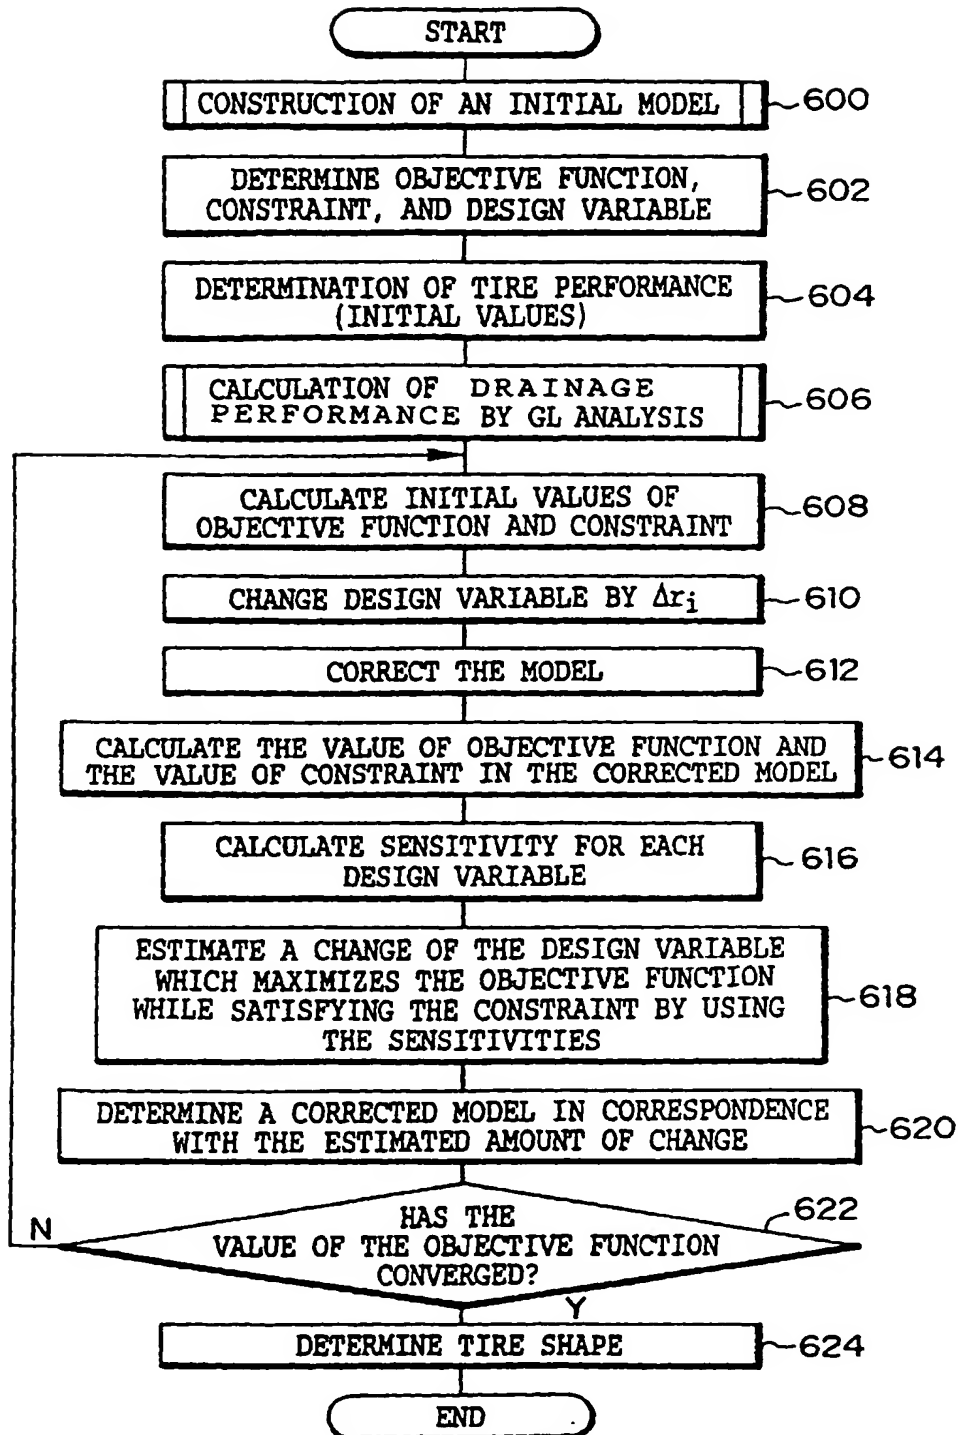 START
CONSTRUCTION OF AN INITIAL MODEL
600
DETERMINE OBJECTIVE FUNCTION,
CONSTRAINT, AND DESIGN VARIABLE
602
DETERMINATION OF TIRE PERFORMANCE
(INITIAL VALUES)
604
CALCULATION OF DRAINAGE
PERFORMANCE BY GL ANALYSIS
606
CALCULATE INITIAL VALUES OF
OBJECTIVE FUNCTION AND CONSTRAINT
608
CHANGE DESIGN VARIABLE BY Δri
610
CORRECT THE MODEL
612
CALCULATE THE VALUE OF OBJECTIVE FUNCTION AND
THE VALUE OF CONSTRAINT IN THE CORRECTED MODEL
614
CALCULATE SENSITIVITY FOR EACH
DESIGN VARIABLE
616
ESTIMATE A CHANGE OF THE DESIGN VARIABLE
WHICH MAXIMIZES THE OBJECTIVE FUNCTION
WHILE SATISFYING THE CONSTRAINT BY USING
THE SENSITIVITIES
618
DETERMINE A CORRECTED MODEL IN CORRESPONDENCE
WITH THE ESTIMATED AMOUNT OF CHANGE
620
N
HAS THE
VALUE OF THE OBJECTIVE FUNCTION
CONVERGED?
622
Y
DETERMINE TIRE SHAPE
624
END